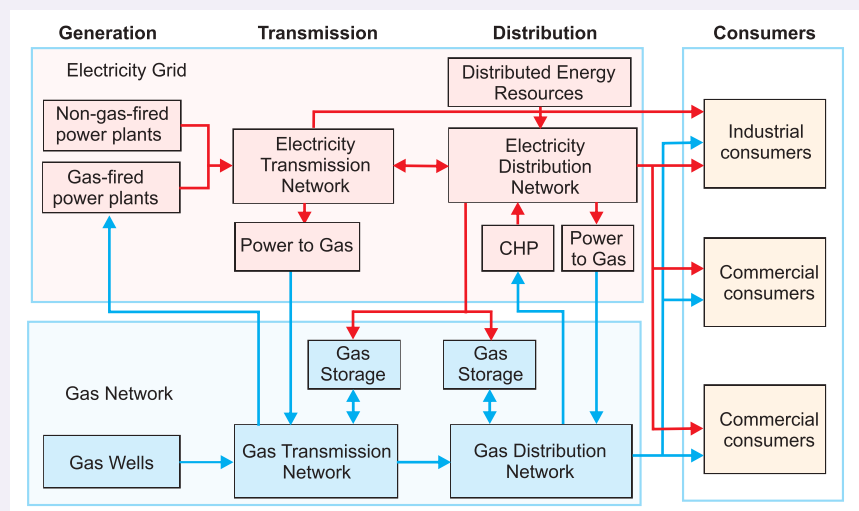 Generation
Transmission
Distribution
Consumers
Electricity Grid
Distributed Energy
Resources
Non-gas-fired
power plants
Electricity
Transmission
Network
Electricity
Distribution
Network
Industrial
consumers
Gas-fired
power plants
Power to Gas
CHP
Power
to Gas
Commercial
consumers
Gas
Storage
Gas
Storage
Gas Network
Commercial
consumers
Gas Wells
Gas Transmission
Network
Gas Distribution
Network